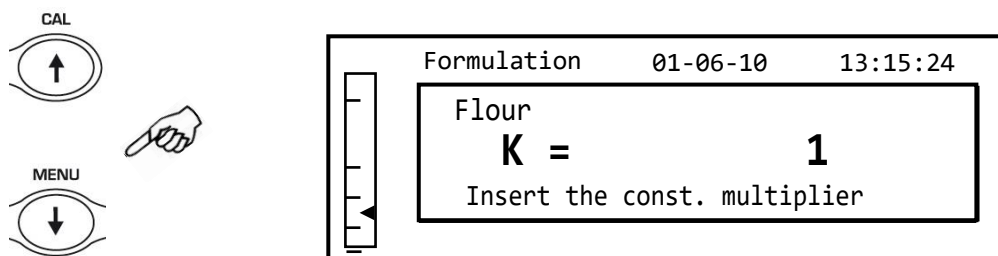 CAL
MENU
Formulation 01-06-10 13:15:24
Flour
K = 1
Insert the const. multiplier